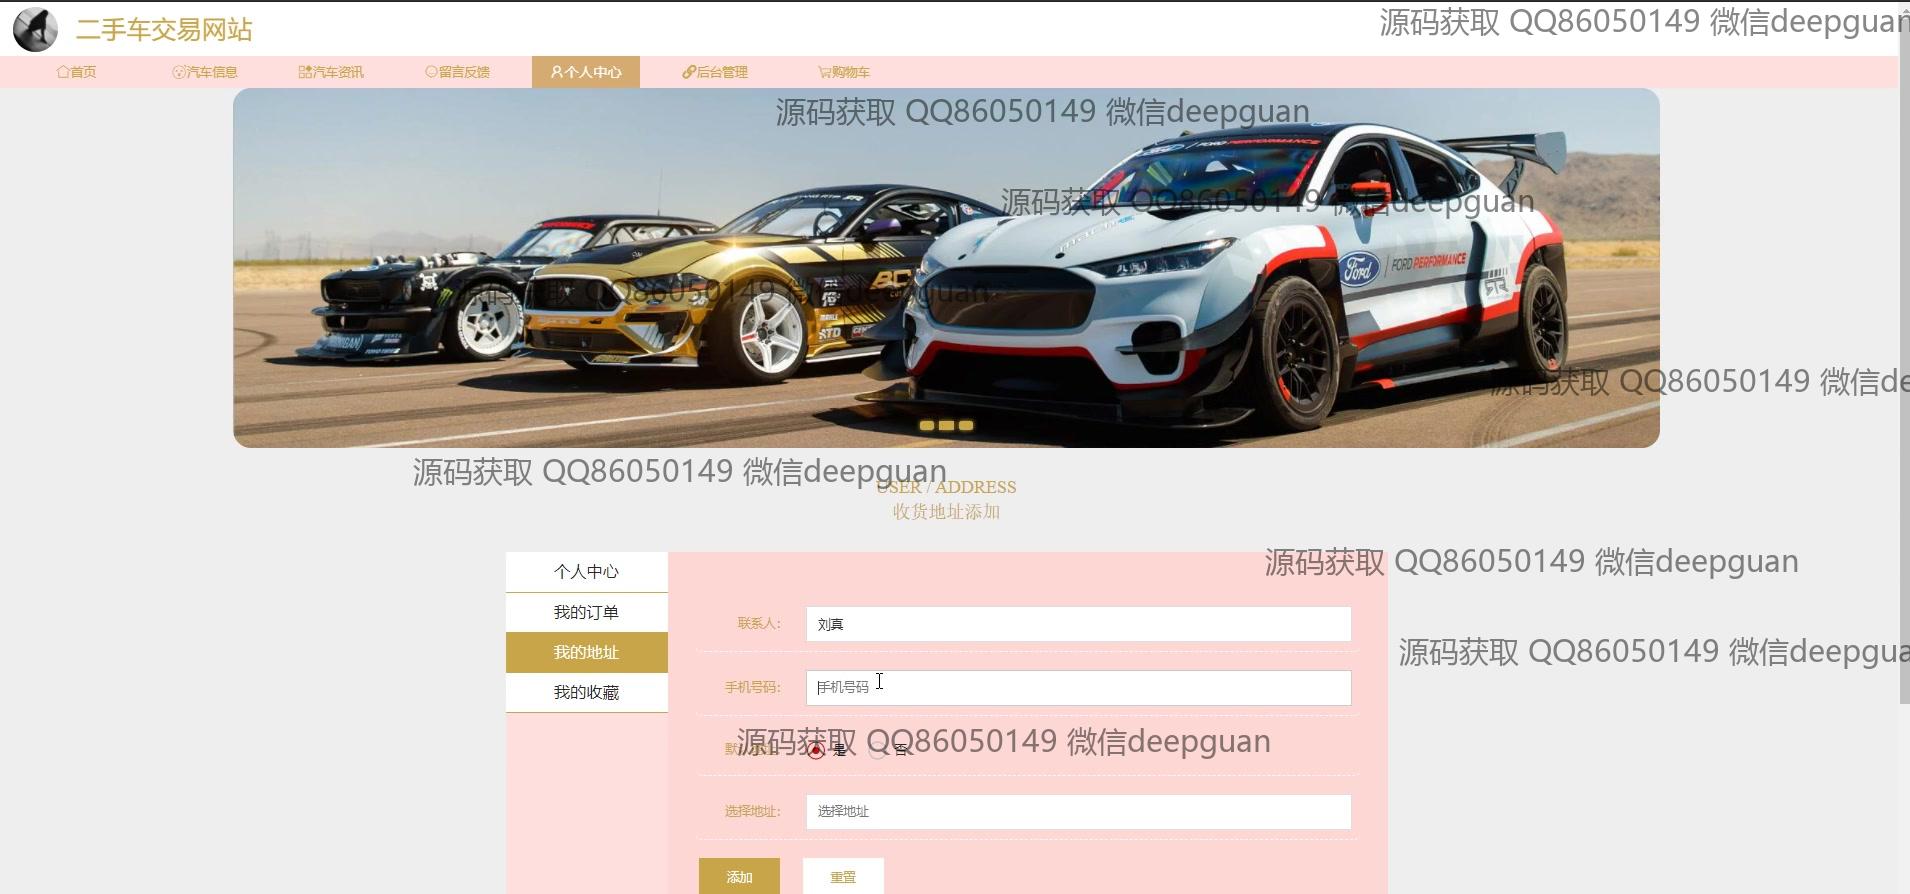 二手车交易网站
源码获取 QQ86050149 微信deepguan
首页
汽车信息
汽车资讯
留言反馈
个人中心
后台管理
购物车
源码获取 QQ86050149 微信deepguan
源码获取 QQ86050149 微信deepguan
FORD PERFORMANCE
Ford
FORD PERFORMANCE
源码获取 QQ86050149 微信deepguan
源码获取 QQ86050149 微信de
源码获取 QQ86050149 微信deepguan
USER / ADDRESS
收货地址添加
源码获取 QQ86050149 微信deepguan
个人中心
我的订单
我的地址
我的收藏
联系人：
刘真
源码获取 QQ86050149 微信deepgua
手机号码：
手机号码
源码获取 QQ86050149 微信deepguan
是
否
选择地址：
选择地址
添加
重置